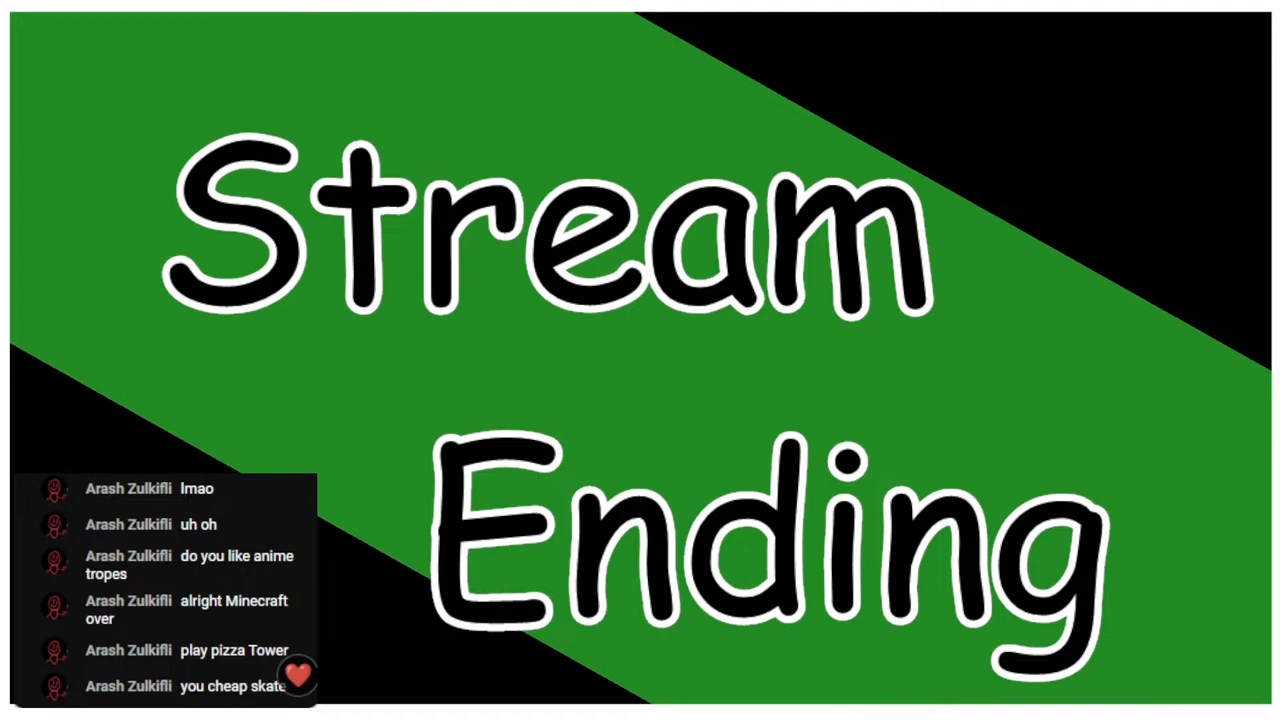 Stream
Ending
Arash Zulkifli lmao
Arash Zulkifli uh oh
Arash Zulkifli do you like anime
tropes
Arash Zulkifli alright Minecraft
over
Arash Zulkifli play pizza Tower
Arash Zulkifli you cheap skate